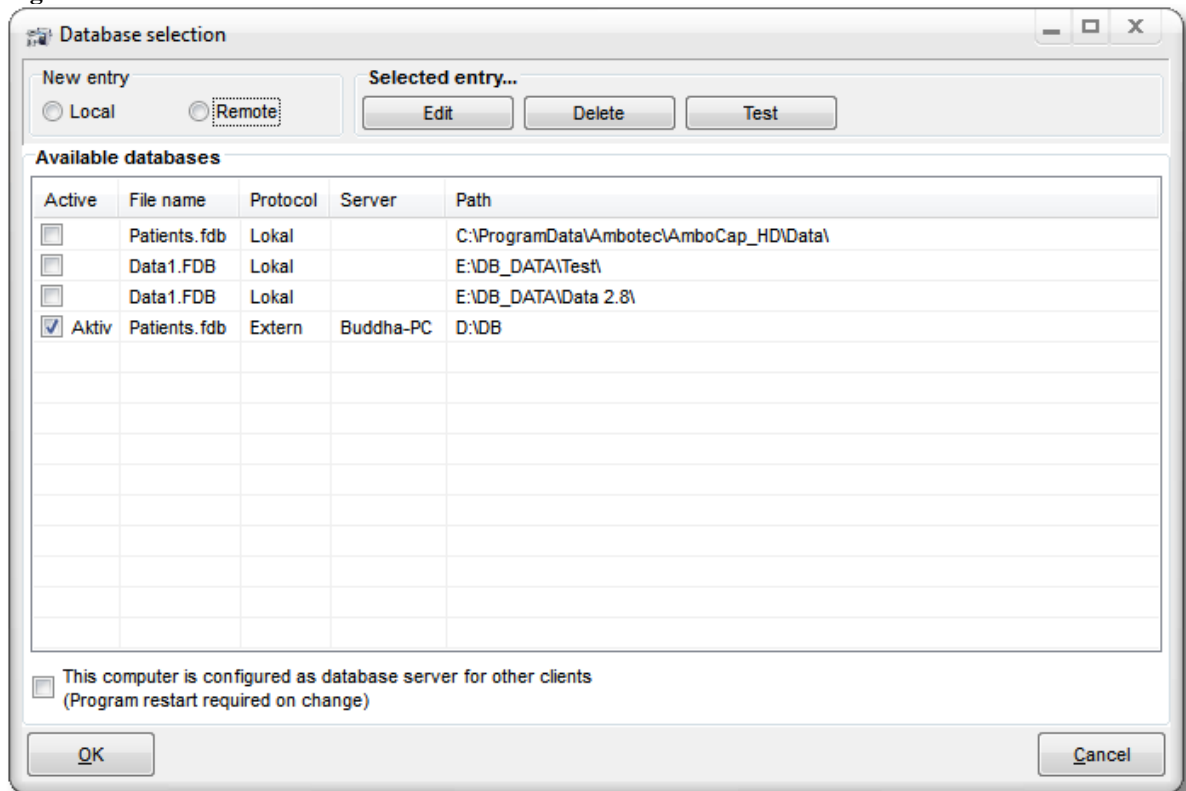 Database selection
New entry
Selected entry...
Local Remote Edit Delete Test
Available databases
Active File name Protocol Server Path
Patients.fdb Lokal C:\ProgramData\Ambotec\AmboCap_HD\Data\
Data1.FDB Lokal E:\DB_DATA\Test\
Data1.FDB Lokal E:\DB_DATA\Data 2.8\
Aktiv Patients.fdb Extern Buddha-PC D:\DB
This computer is configured as database server for other clients
(Program restart required on change)
OK Cancel